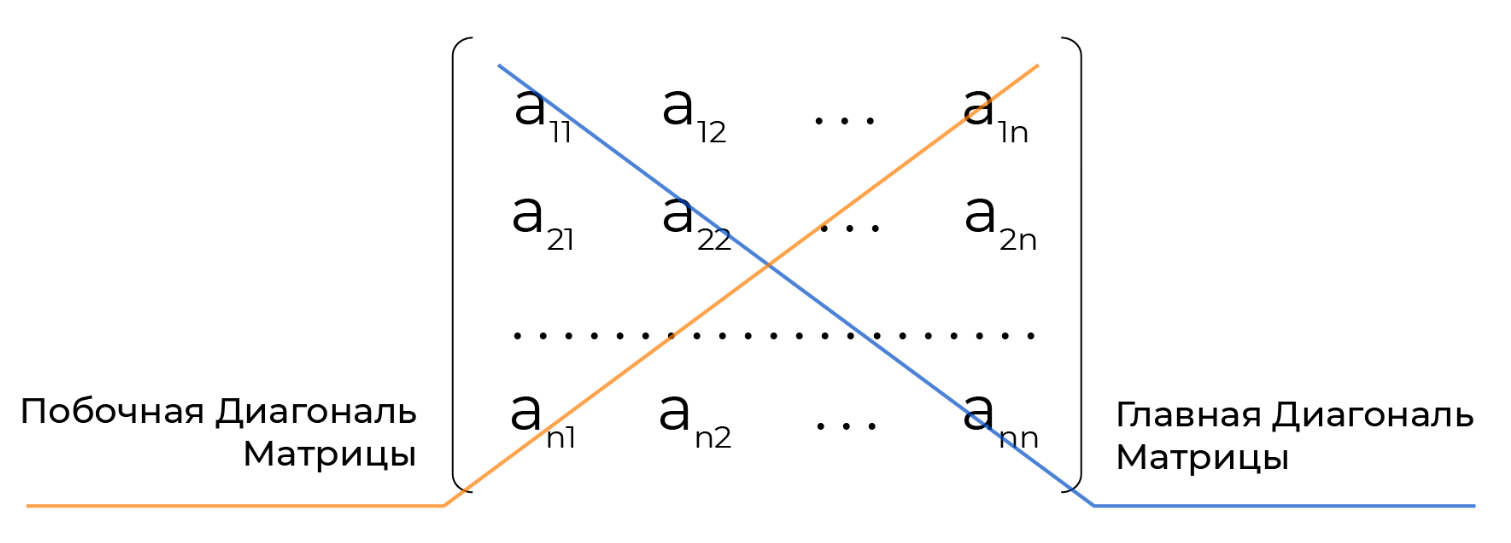 a11 a12 ... a1n
a21 a22 ... a2n
.....................
an1 an2 ... ann
Побочная Диагональ
Матрицы
Главная Диагональ
Матрицы